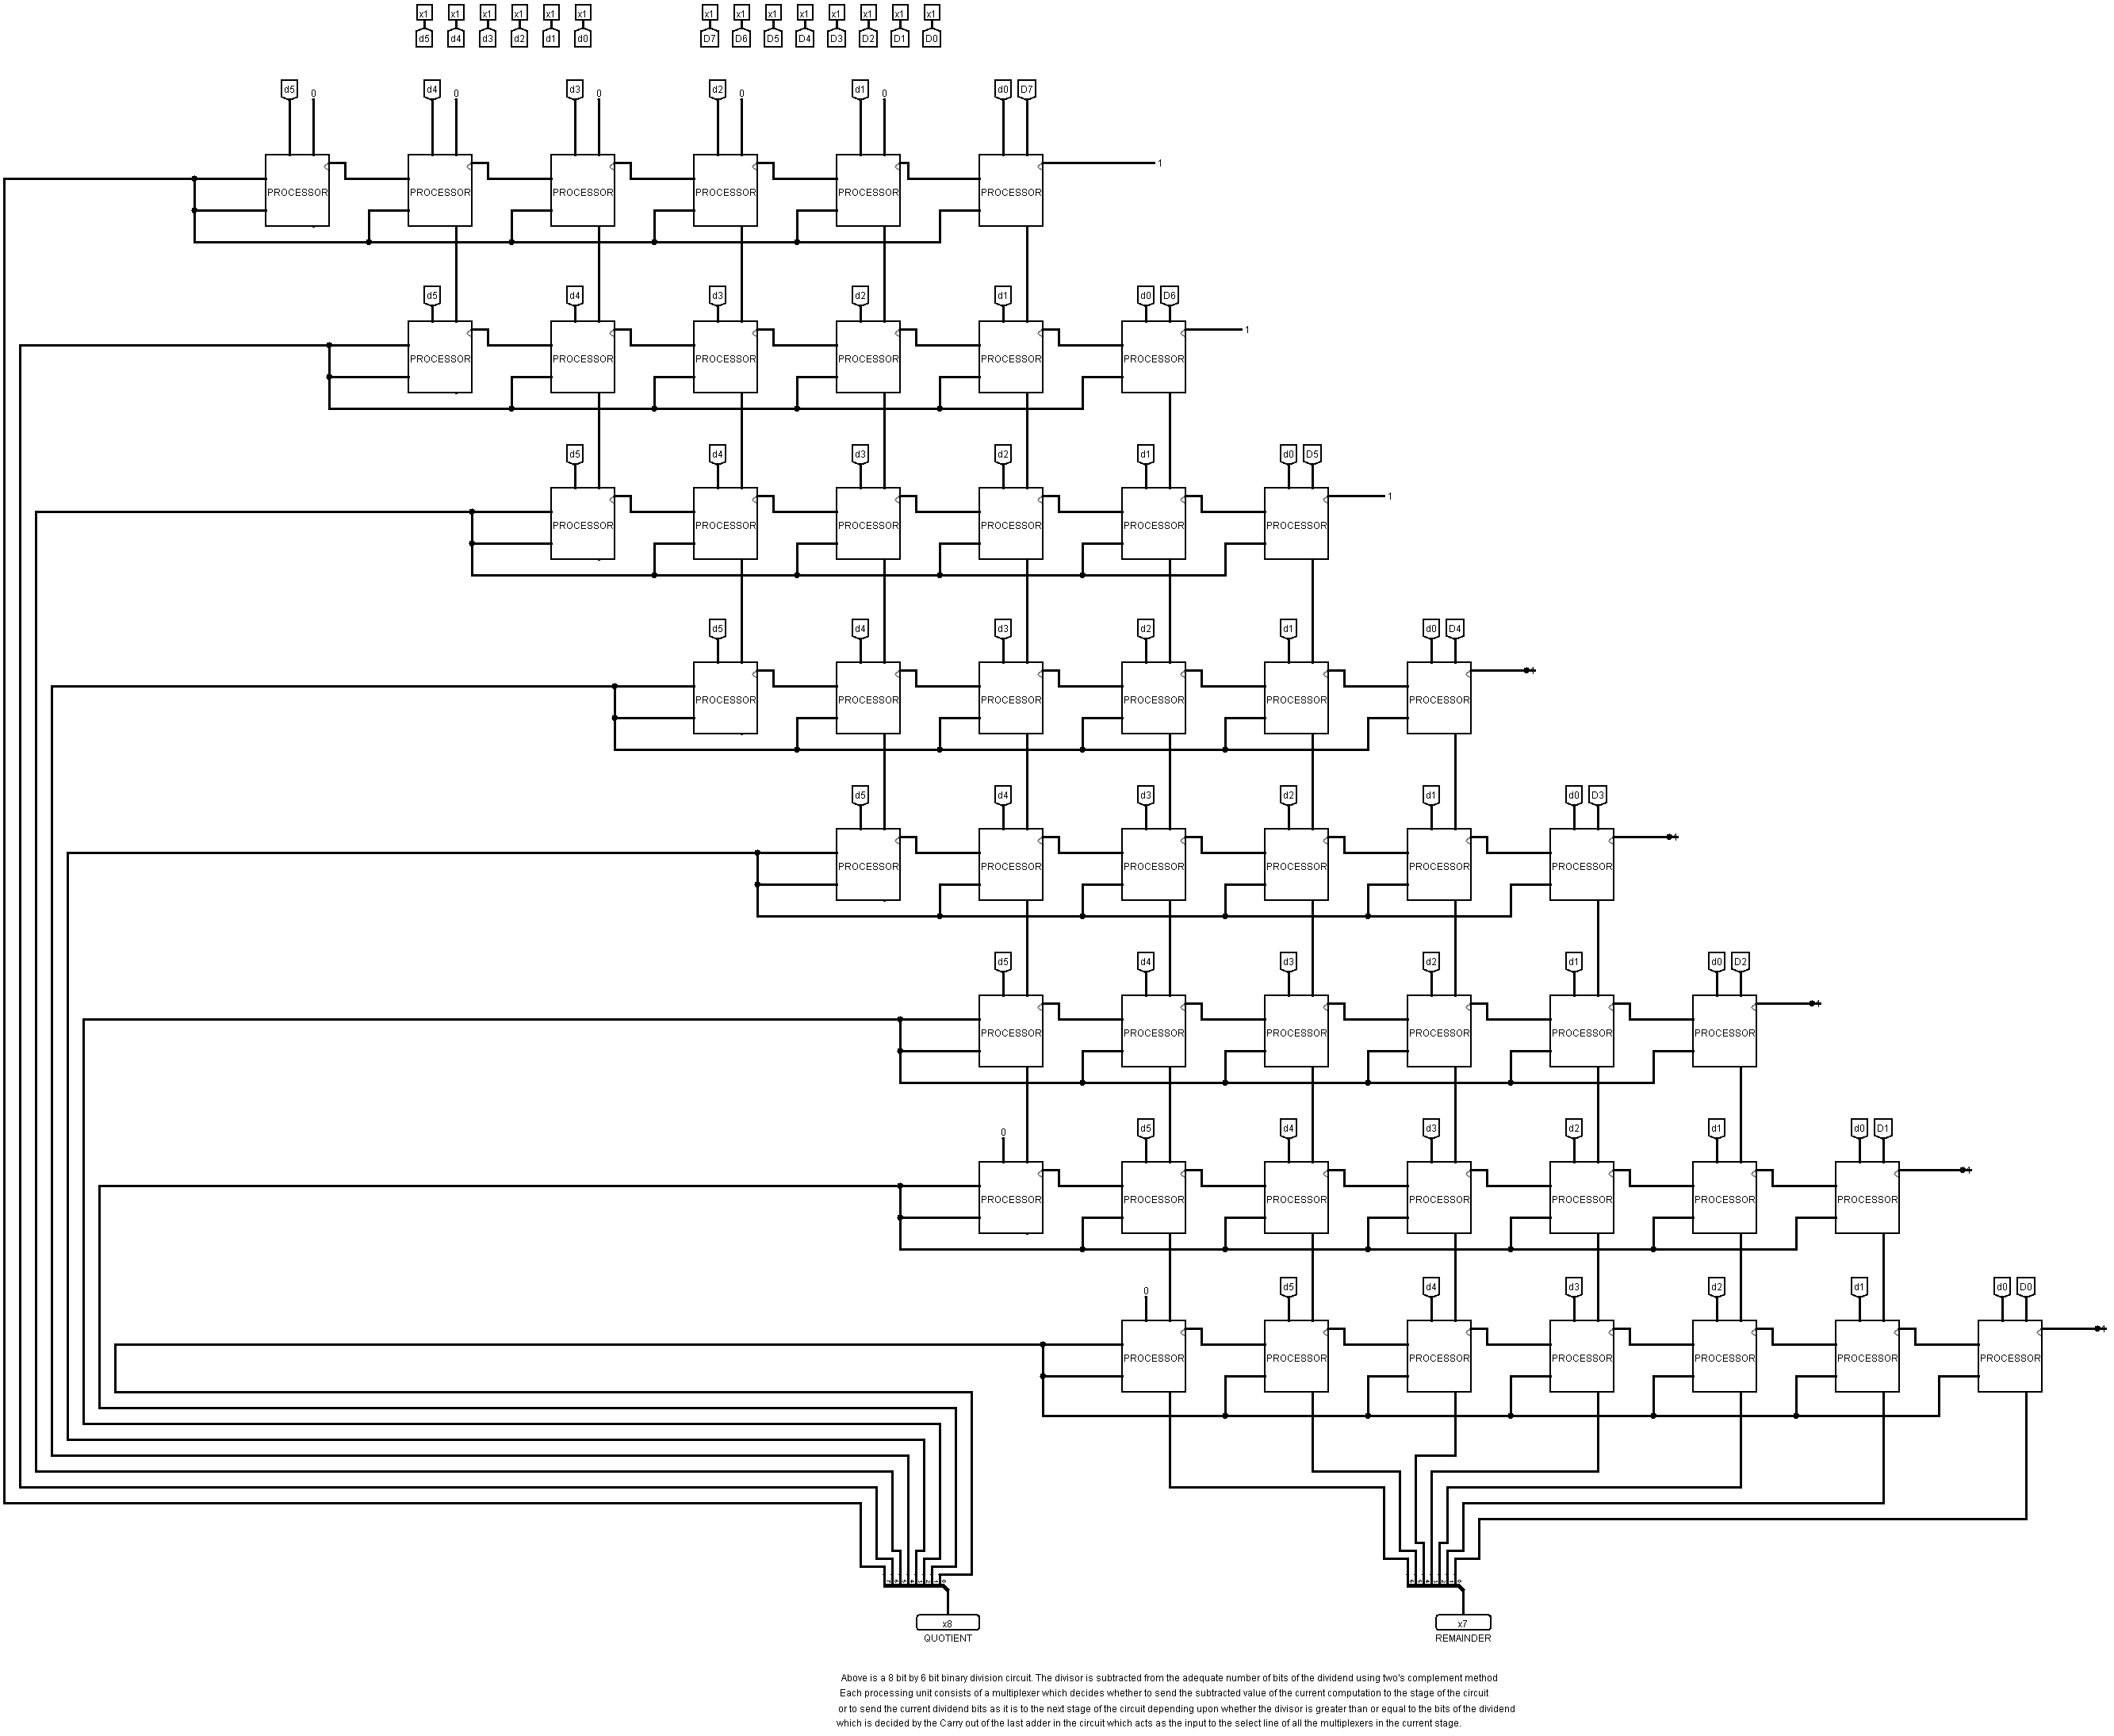 x1 x1 x1 x1 x1 x1 x1 x1 x1 x1 x1 x1 x1 x1
d5 d4 d3 d2 d1 d0 D7 D6 D5 D4 D3 D2 D1 D0
d5 0 d4 0 d3 0 d2 0 d1 0 d0 D7
1
PROCESSOR PROCESSOR PROCESSOR PROCESSOR PROCESSOR PROCESSOR
d5 d4 d3 d2 d1 d0 D6
1
PROCESSOR PROCESSOR PROCESSOR PROCESSOR PROCESSOR PROCESSOR
d5 d4 d3 d2 d1 d0 D5
1
PROCESSOR PROCESSOR PROCESSOR PROCESSOR PROCESSOR PROCESSOR
d5 d4 d3 d2 d1 d0 D4
1
PROCESSOR PROCESSOR PROCESSOR PROCESSOR PROCESSOR PROCESSOR
d5 d4 d3 d2 d1 d0 D3
1
PROCESSOR PROCESSOR PROCESSOR PROCESSOR PROCESSOR PROCESSOR
d5 d4 d3 d2 d1 d0 D2
1
PROCESSOR PROCESSOR PROCESSOR PROCESSOR PROCESSOR PROCESSOR
0 d5 d4 d3 d2 d1 d0 D1
1
PROCESSOR PROCESSOR PROCESSOR PROCESSOR PROCESSOR PROCESSOR PROCESSOR
0 d5 d4 d3 d2 d1 d0 D0
1
PROCESSOR PROCESSOR PROCESSOR PROCESSOR PROCESSOR PROCESSOR PROCESSOR
x8 x7
QUOTIENT REMAINDER
Above is a 8 bit by 6 bit binary division circuit. The divisor is subtracted from the adequate number of bits of the dividend using two's complement method
Each processing unit consists of a multiplexer which decides whether to send the subtracted value of the current computation to the stage of the circuit
or to send the current dividend bits as it is to the next stage of the circuit depending upon whether the divisor is greater than or equal to the bits of the dividend
which is decided by the Carry out of the last adder in the circuit which acts as the input to the select line of all the multiplexers in the current stage.